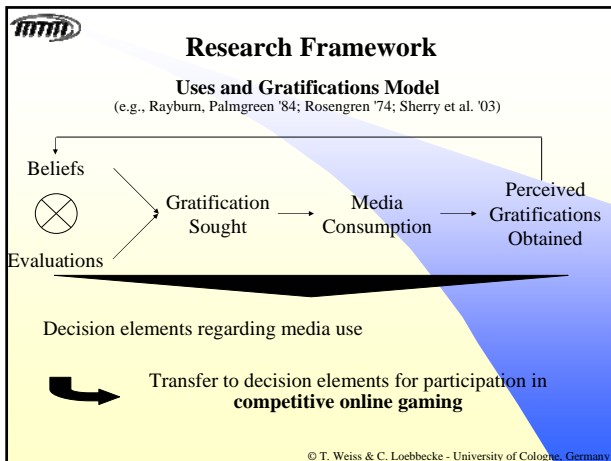 mtm
Research Framework
Uses and Gratifications Model
(e.g., Rayburn, Palmgreen '84; Rosengren '74; Sherry et al. '03)
Beliefs
Evaluations
Gratification
Sought
Media
Consumption
Perceived
Gratifications
Obtained
Decision elements regarding media use
Transfer to decision elements for participation in
competitive online gaming
© T. Weiss & C. Loebbecke - University of Cologne, Germany